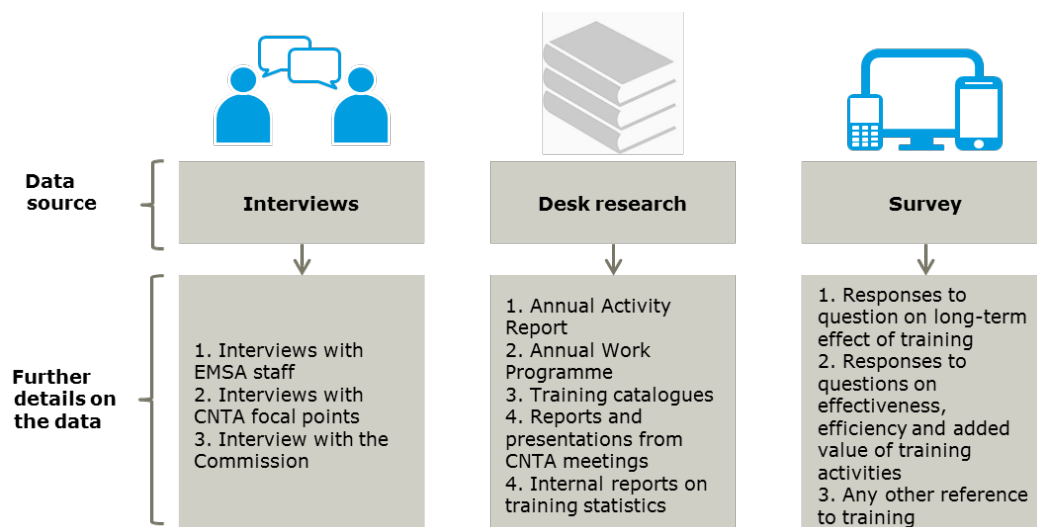 Data
source
Interviews
Desk research
Survey
Further
details on
the data
1. Interviews with
EMSA staff
2. Interviews with
CNTA focal points
3. Interview with the
Commission
1. Annual Activity
Report
2. Annual Work
Programme
3. Training catalogues
4. Reports and
presentations from
CNTA meetings
4. Internal reports on
training statistics
1. Responses to
question on long-term
effect of training
2. Responses to
questions on
effectiveness,
efficiency and added
value of training
activities
3. Any other reference
to training